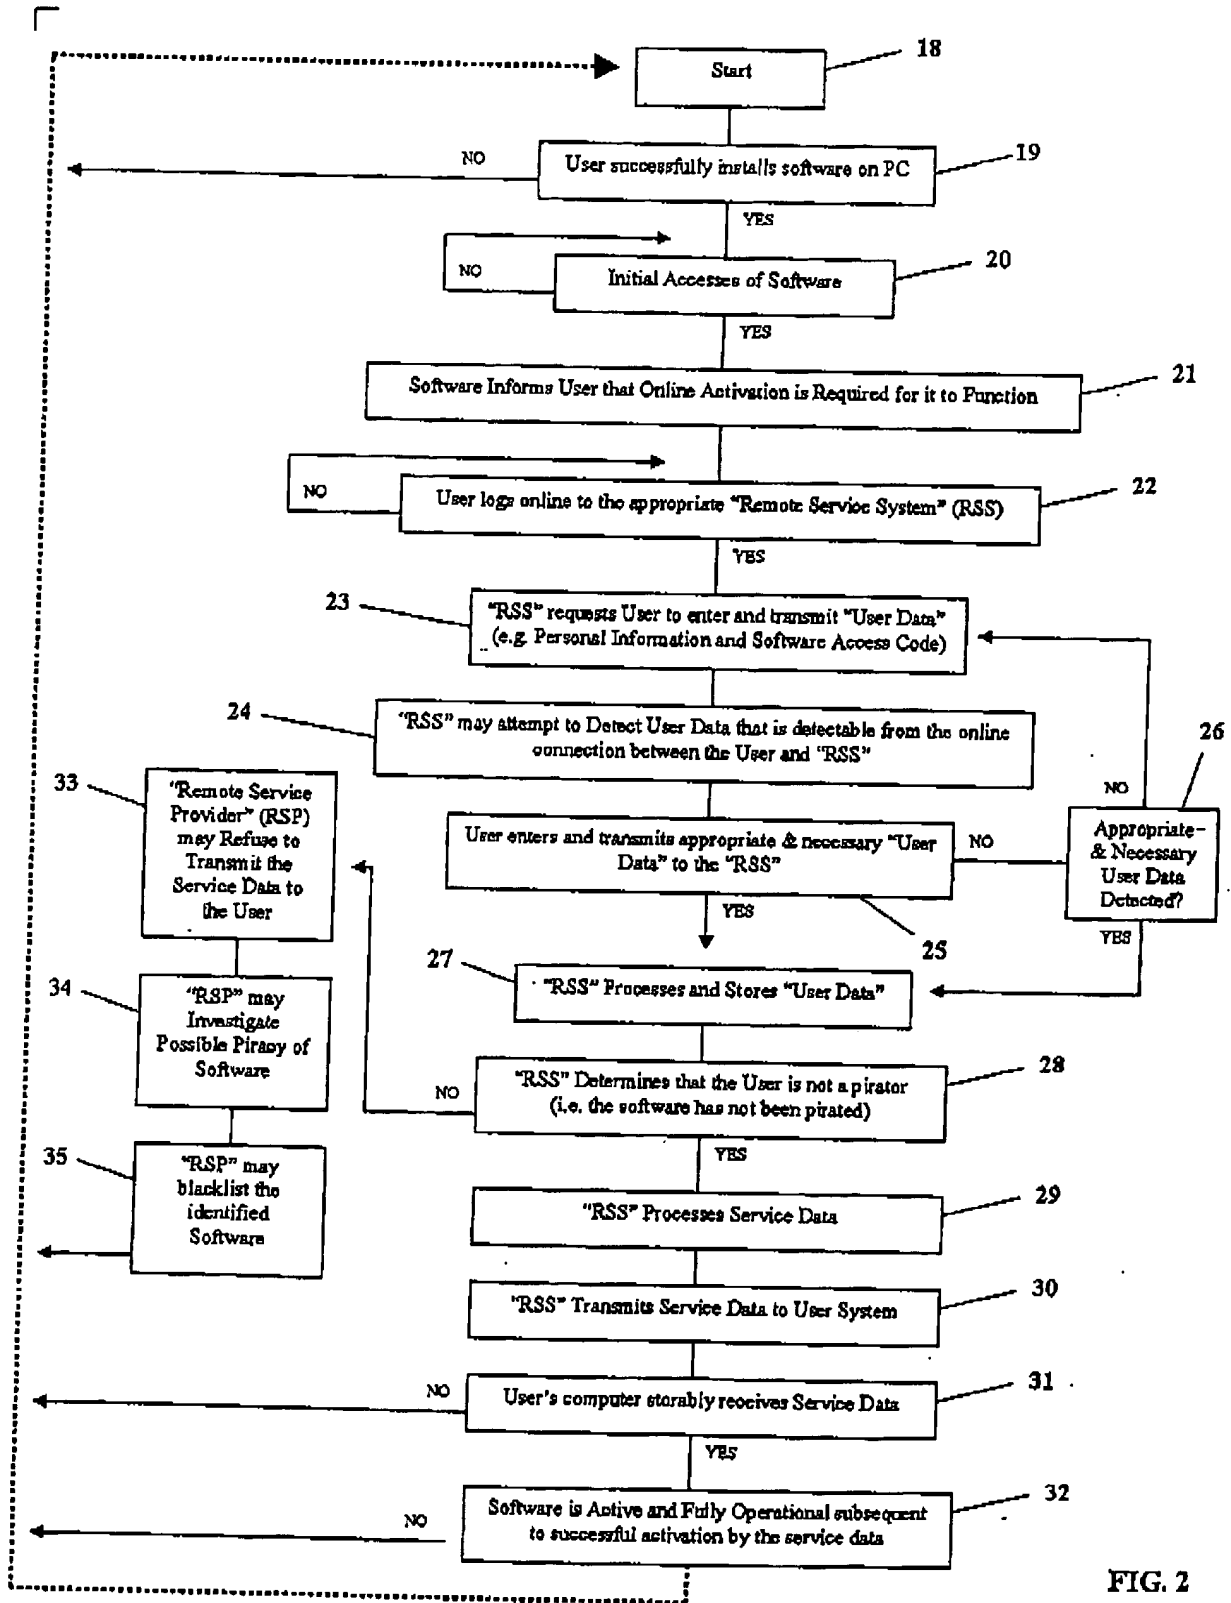 Start
18
User successfully installs software on PC
19
NO
YES
Initial Accesses of Software
20
NO
YES
Software Informs User that Online Activation is Required for it to Function
21
User logs online to the appropriate "Remote Service System" (RSS)
22
NO
YES
23
"RSS" requests User to enter and transmit "User Data"
(e.g. Personal Information and Software Access Code)
24
"RSS" may attempt to Detect User Data that is detectable from the online
connection between the User and "RSS"
26
NO
Appropriate
& Necessary
User Data
Detected?
YES
User enters and transmits appropriate & necessary "User
Data" to the "RSS"
NO
YES
25
27
"RSS" Processes and Stores "User Data"
33
"Remote Service
Provider" (RSP)
may Refuse to
Transmit the
Service Data to
the User
34
"RSP" may
Investigate
Possible Piracy of
Software
35
"RSP" may
blacklist the
identified
Software
"RSS" Determines that the User is not a pirator
(i.e. the software has not been pirated)
28
NO
YES
"RSS" Processes Service Data
29
"RSS" Transmits Service Data to User System
30
User's computer storably receives Service Data
31
NO
YES
Software is Active and Fully Operational subsequent
to successful activation by the service data
32
NO
FIG. 2